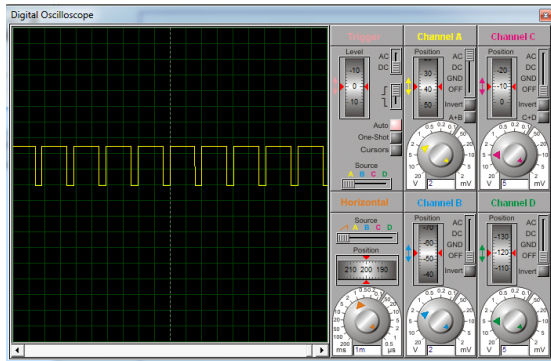 Digital Oscilloscope
Trigger
Level
AC
DC
-10
0
10
Auto
One-Shot
Cursors
Source
A B C D
Channel A
Position
AC
DC
GND
OFF
Invert
A+B
30
40
50
V 2 mV
Channel C
Position
AC
DC
GND
OFF
Invert
C+D
-20
-10
0
V 5 mV
Horizontal
Source
A B C D
Position
210 200 190
ms 1m µs
Channel B
Position
AC
DC
GND
OFF
Invert
-70
-60
-50
-40
V 2 mV
Channel D
Position
AC
DC
GND
OFF
Invert
-130
-120
-110
V 5 mV